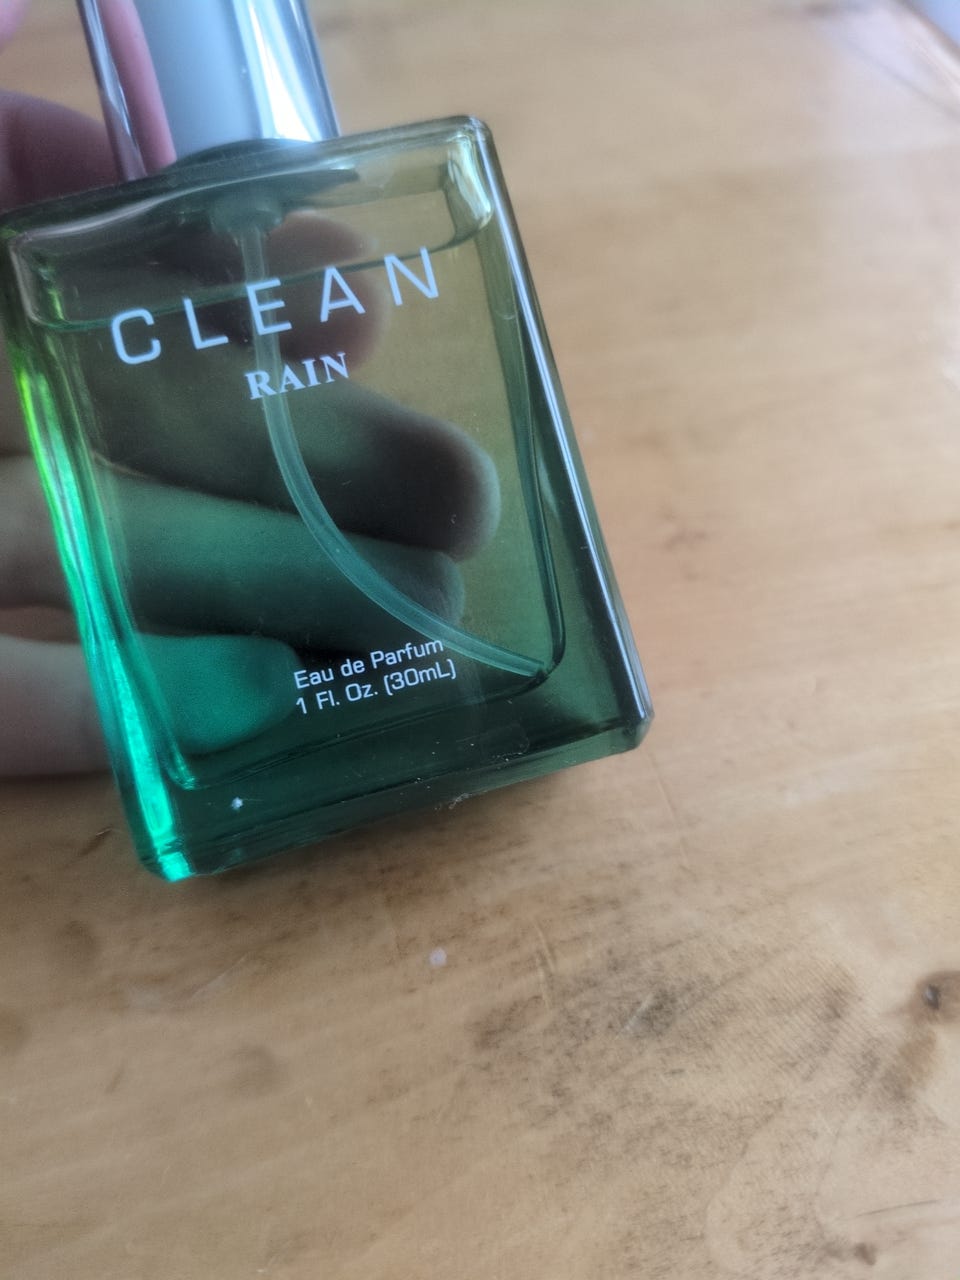 CLEAN
RAIN
Eau de Parfum
1 Fl. Oz. (30mL)